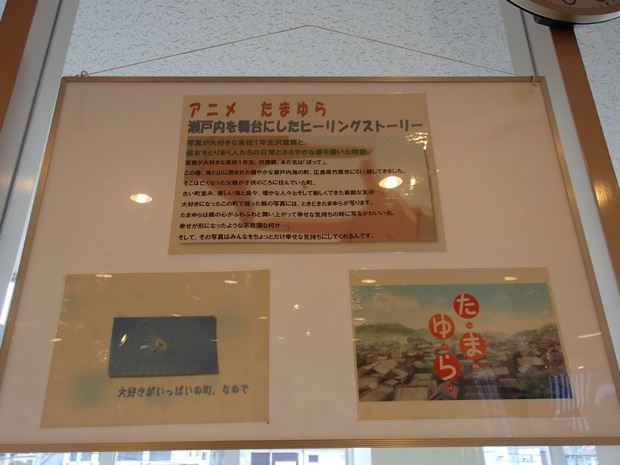 アニメ たまゆら
瀬戸内を舞台にしたヒーリングストーリー
写真が大好きな高校1年生沢渡楓と、
彼女をとりまく人たちの日常とささやかな夢を描いた物語。
写真が大好きな高校1年生、沢渡楓、あだ名は「ぽって」。
この春、海と山に囲まれた穏やかな瀬戸内海の町、広島県竹原市に引っ越してきました。
そこは亡くなった父親が子供のころに住んでいた町。
古い町並み、美しい海と島々、暖かな人々とそして新しくできた素敵な友達…
大好きになったこの町で撮った楓の写真には、ときどきたまゆらが写ります。
たまゆらは楓の心がふわふわと舞い上がって幸せな気持ちの時に写るかわいい光。
幸せが形になったような不思議な何か…。
そして、その写真はみんなをちょっとだけ幸せな気持ちにしてくれるんです。
大好きがいっぱいの町、なので
たまゆら